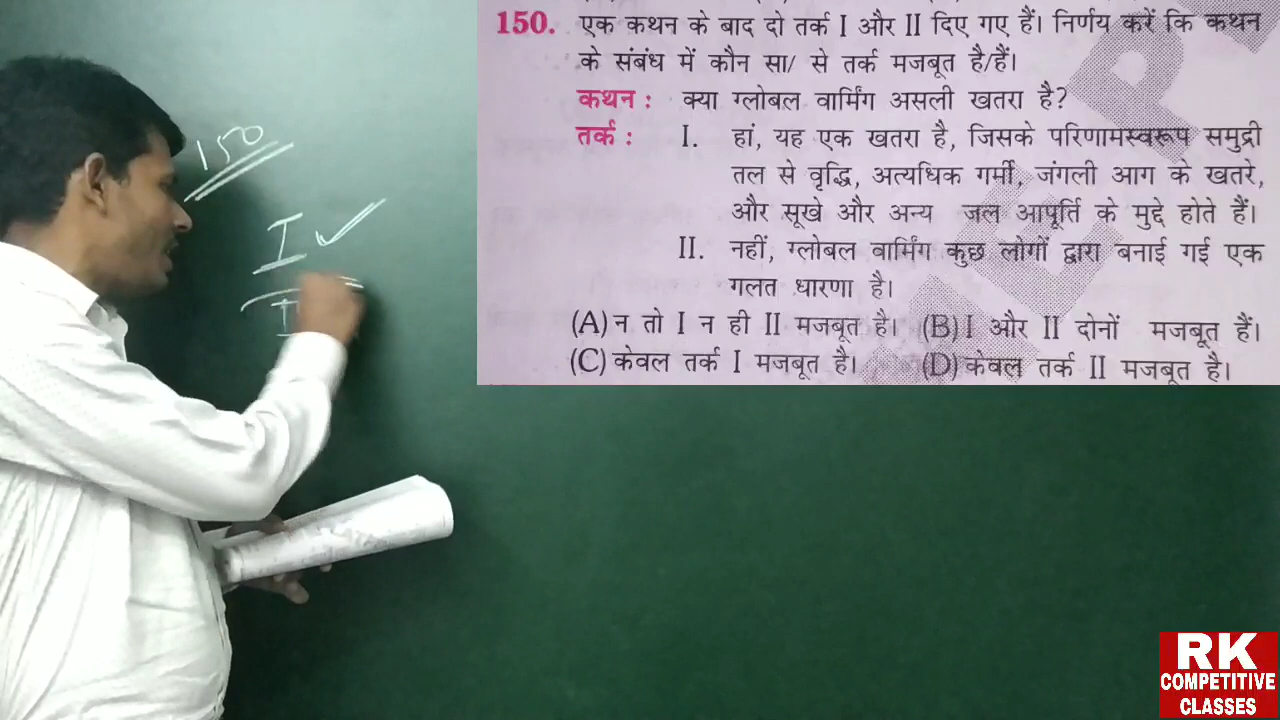 150. एक कथन के बाद दो तर्क I और II दिए गए हैं। निर्णय करें कि कथन
के संबंध में कौन सा/ से तर्क मजबूत है/हैं।
कथन : क्या ग्लोबल वार्मिंग असली खतरा है?
तर्क : I. हां, यह एक खतरा है, जिसके परिणामस्वरूप समुद्री
तल से वृद्धि, अत्यधिक गर्मी, जंगली आग के खतरे,
और सूखे और अन्य जल आपूर्ति के मुद्दे होते हैं।
II. नहीं, ग्लोबल वार्मिंग कुछ लोगों द्वारा बनाई गई एक
गलत धारणा है।
(A) न तो I न ही II मजबूत है। (B) I और II दोनों मजबूत हैं।
(C) केवल तर्क I मजबूत है। (D) केवल तर्क II मजबूत है।
150
I ✓
RK
COMPETITIVE
CLASSES